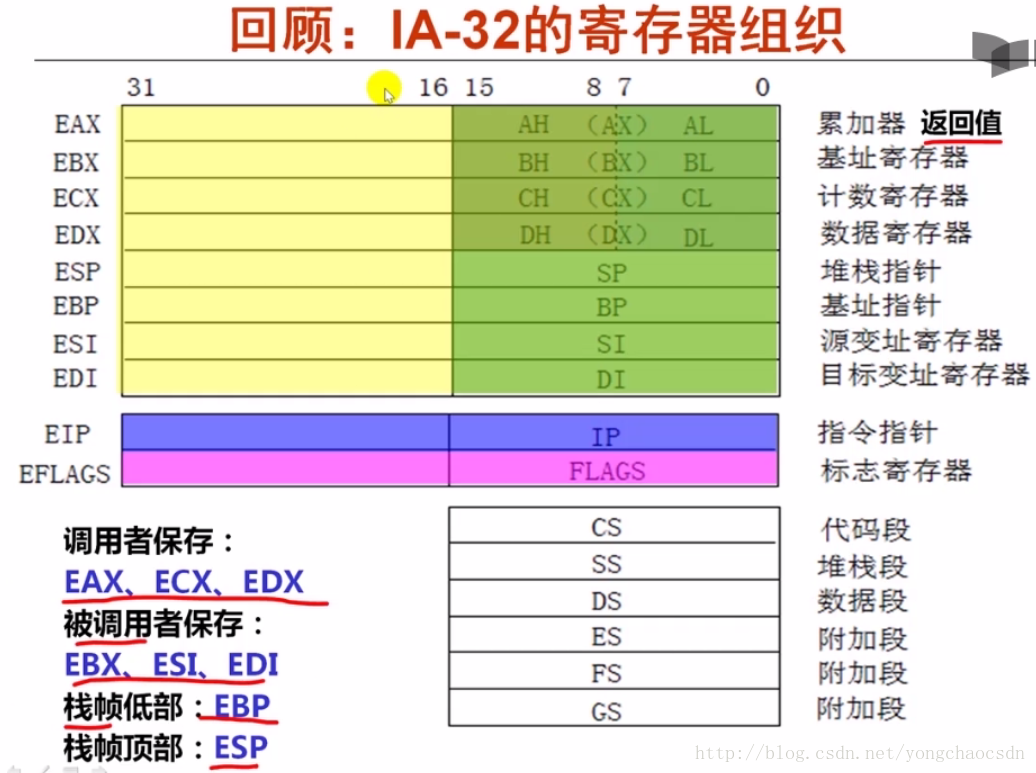 回顾：IA-32的寄存器组织
31 16 15 8 7 0
EAX AH （AX） AL 累加器 返回值
EBX BH （BX） BL 基址寄存器
ECX CH （CX） CL 计数寄存器
EDX DH （DX） DL 数据寄存器
ESP SP 堆栈指针
EBP BP 基址指针
ESI SI 源变址寄存器
EDI DI 目标变址寄存器
EIP IP 指令指针
EFLAGS FLAGS 标志寄存器
CS 代码段
SS 堆栈段
DS 数据段
ES 附加段
FS 附加段
GS 附加段
调用者保存：
EAX、ECX、EDX
被调用者保存：
EBX、ESI、EDI
栈帧低部：EBP
栈帧顶部：ESP
http://blog.csdn.net/yongchaocsdn